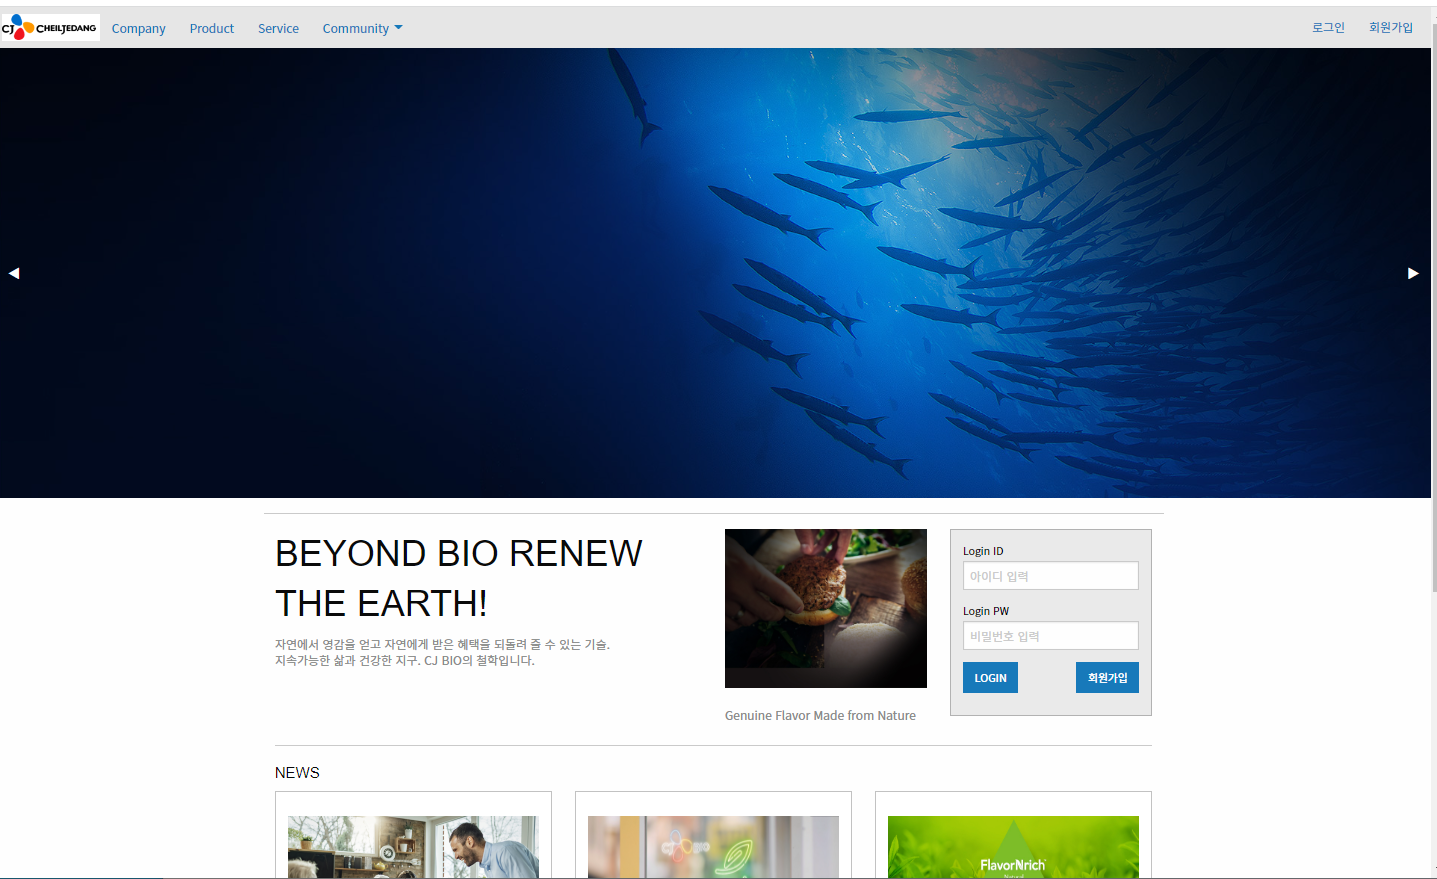 CJ CHEILJEDANG
Company
Product
Service
Community
로그인
회원가입
BEYOND BIO RENEW
THE EARTH!
자연에서 영감을 얻고 자연에게 받은 혜택을 되돌려 줄 수 있는 기술.
지속가능한 삶과 건강한 지구. CJ BIO의 철학입니다.
Genuine Flavor Made from Nature
Login ID
아이디 입력
Login PW
비밀번호 입력
LOGIN
회원가입
NEWS
FlavorNrich